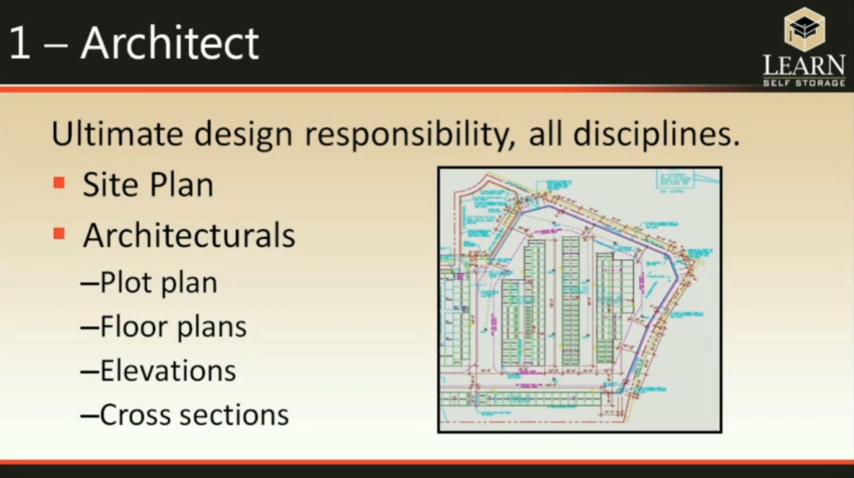 1 – Architect
LEARN
SELF STORAGE
Ultimate design responsibility, all disciplines.
▪ Site Plan
▪ Architecturals
–Plot plan
–Floor plans
–Elevations
–Cross sections